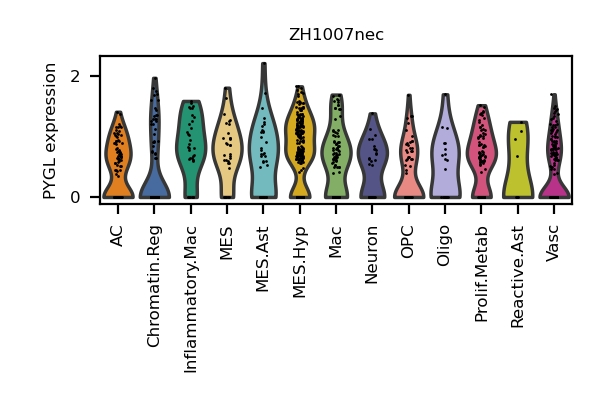 ZH1007nec
PYGL expression
2
0
AC
Chromatin.Reg
Inflammatory.Mac
MES
MES.Ast
MES.Hyp
Mac
Neuron
OPC
Oligo
Prolif.Metab
Reactive.Ast
Vasc